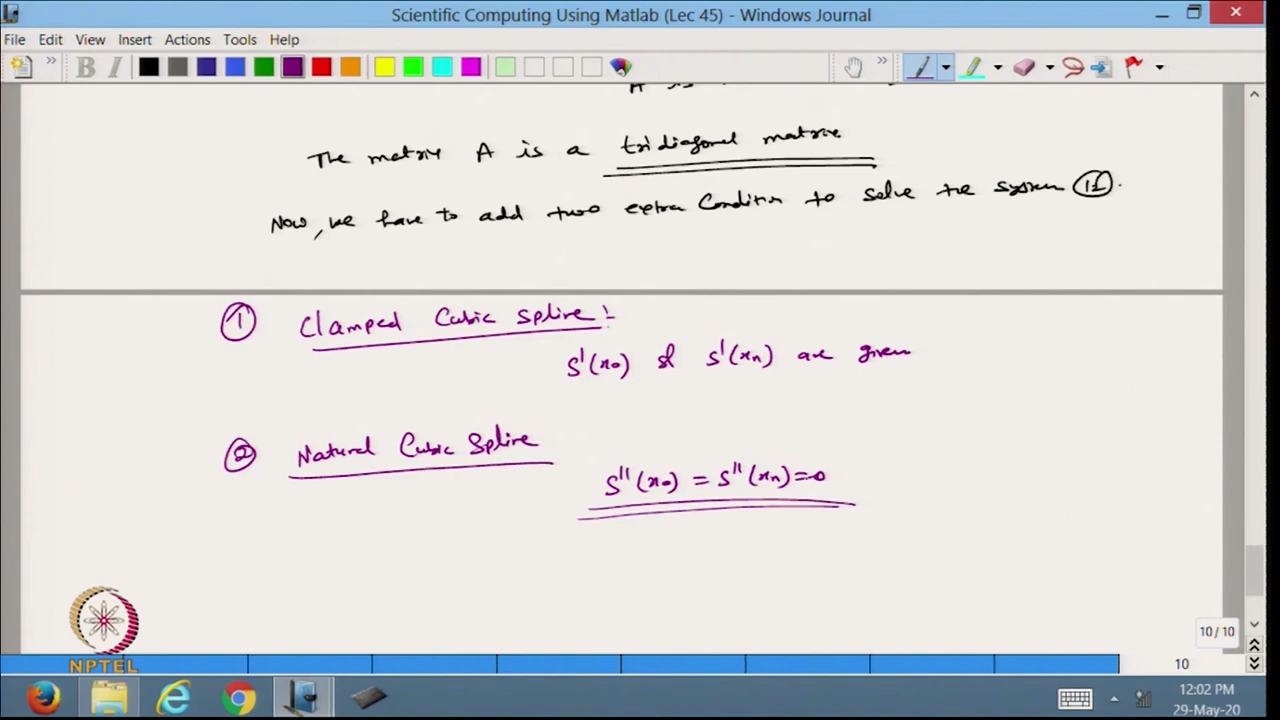 Scientific Computing Using Matlab (Lec 45) - Windows Journal
File Edit View Insert Actions Tools Help
A is
The matrix A is a tridiagonal matrix
Now, we have to add two extra Condition to solve the system (11).
① Clamped Cubic Spline:
S'(x₀) & S'(xₙ) are given
② Natural Cubic Spline
S''(x₀) = S''(xₙ) = 0
10 / 10
NPTEL
10
12:02 PM
29-May-20